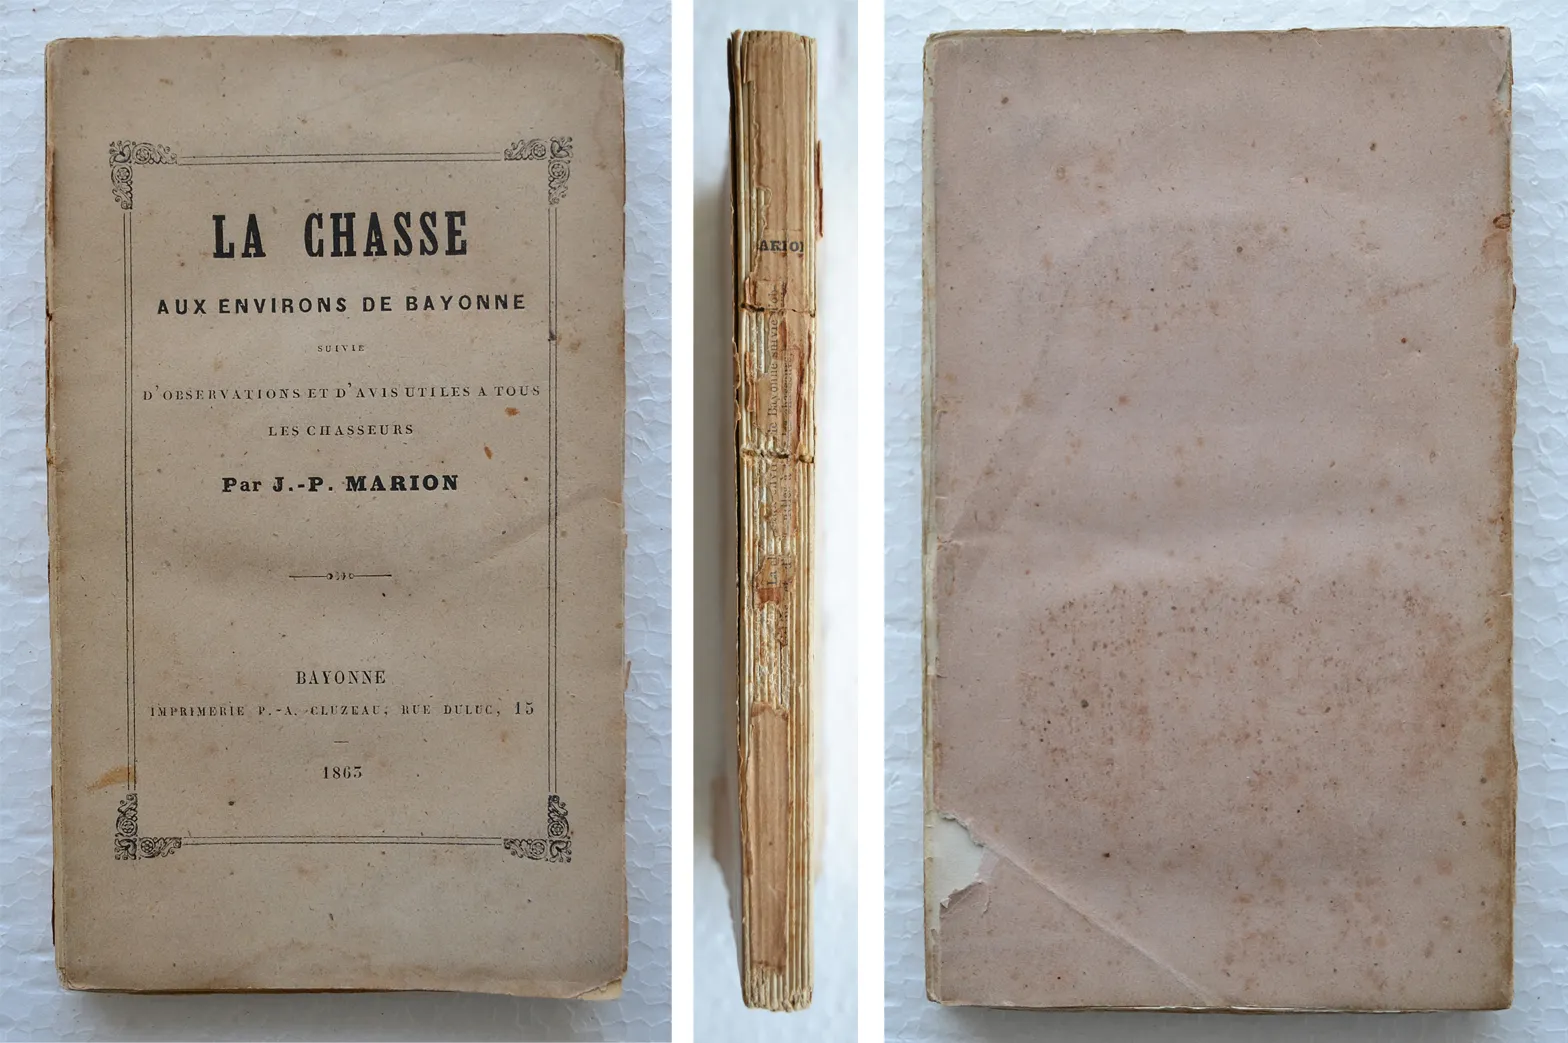 LA CHASSE
AUX ENVIRONS DE BAYONNE
SUIVIE
D'OBSERVATIONS ET D'AVIS UTILES A TOUS
LES CHASSEURS
Par J.-P. MARION
BAYONNE
IMPRIMERIE P.-A. CLUZEAU, RUE DULUC, 15
1863
ARIO